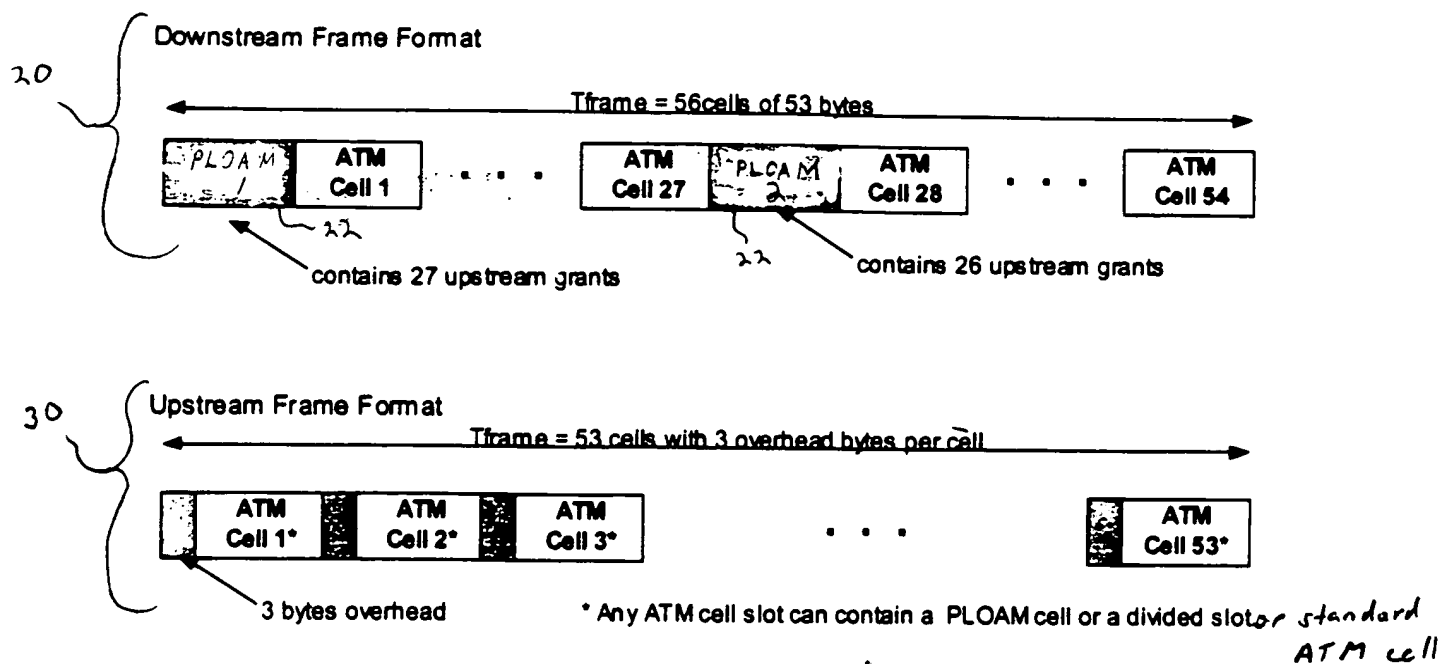 Downstream Frame Format
20
Tframe = 56cells of 53 bytes
PLOAM 1
ATM Cell 1
. . .
ATM Cell 27
PLOAM 2
ATM Cell 28
. . .
ATM Cell 54
22
22
contains 27 upstream grants
contains 26 upstream grants
30
Upstream Frame Format
Tframe = 53 cells with 3 overhead bytes per cell
ATM Cell 1*
ATM Cell 2*
ATM Cell 3*
. . .
ATM Cell 53*
3 bytes overhead
* Any ATM cell slot can contain a PLOAM cell or a divided slot or standard
ATM cell